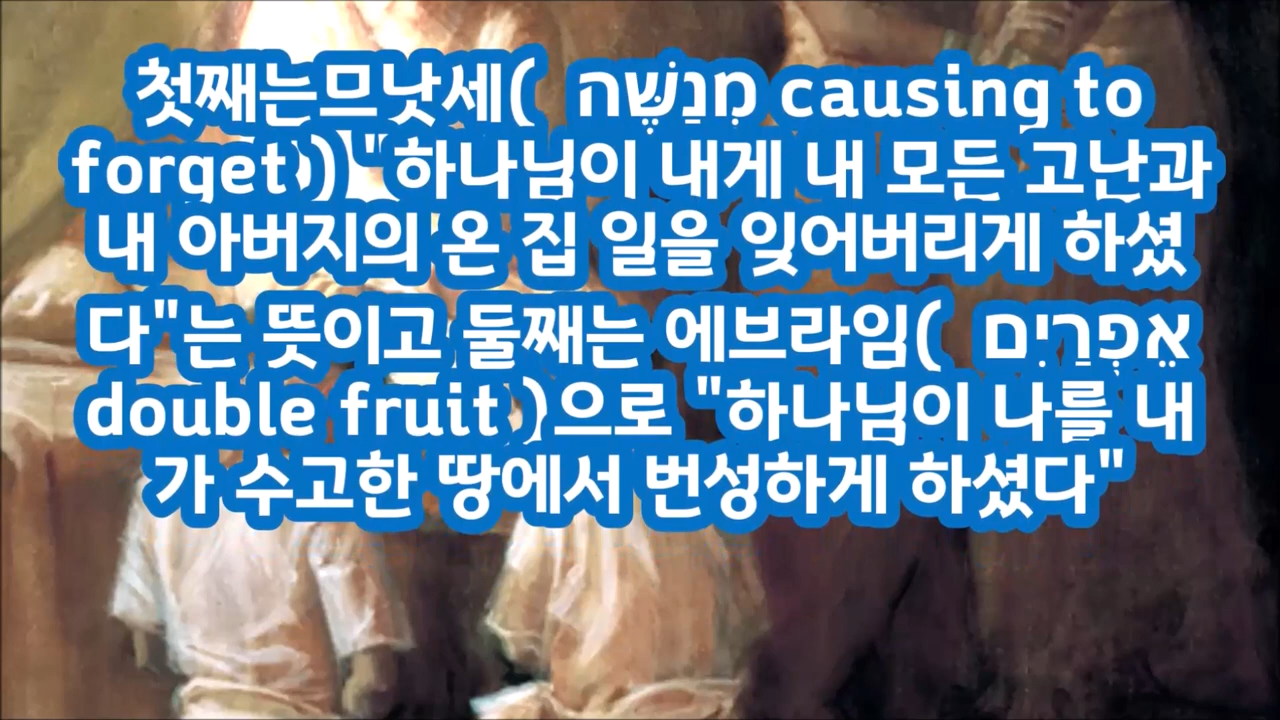 첫째는므낫세( מְנַשֶּׁה causing to
forget ) "하나님이 내게 내 모든 고난과
내 아버지의 온 집 일을 잊어버리게 하셨
다"는 뜻이고 둘째는 에브라임( אֵפְרַיִם
double fruit )으로 "하나님이 나를 내
가 수고한 땅에서 번성하게 하셨다"